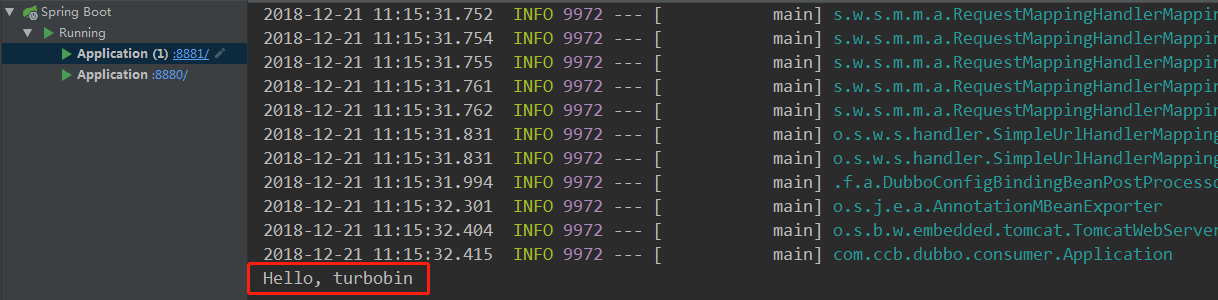 Spring Boot
Running
Application (1) :8881/
Application :8880/
2018-12-21 11:15:31.752  INFO 9972 --- [           main] s.w.s.m.m.a.RequestMappingHandlerMappin
2018-12-21 11:15:31.754  INFO 9972 --- [           main] s.w.s.m.m.a.RequestMappingHandlerMappin
2018-12-21 11:15:31.755  INFO 9972 --- [           main] s.w.s.m.m.a.RequestMappingHandlerMappin
2018-12-21 11:15:31.761  INFO 9972 --- [           main] s.w.s.m.m.a.RequestMappingHandlerMappin
2018-12-21 11:15:31.762  INFO 9972 --- [           main] s.w.s.m.m.a.RequestMappingHandlerMappin
2018-12-21 11:15:31.831  INFO 9972 --- [           main] o.s.w.s.handler.SimpleUrlHandlerMapping
2018-12-21 11:15:31.831  INFO 9972 --- [           main] o.s.w.s.handler.SimpleUrlHandlerMapping
2018-12-21 11:15:31.994  INFO 9972 --- [           main] .f.a.DubboConfigBindingBeanPostProcesso
2018-12-21 11:15:32.301  INFO 9972 --- [           main] o.s.j.e.a.AnnotationMBeanExporter
2018-12-21 11:15:32.404  INFO 9972 --- [           main] o.s.b.w.embedded.tomcat.TomcatWebServer
2018-12-21 11:15:32.415  INFO 9972 --- [           main] com.ccb.dubbo.consumer.Application
Hello, turbobin